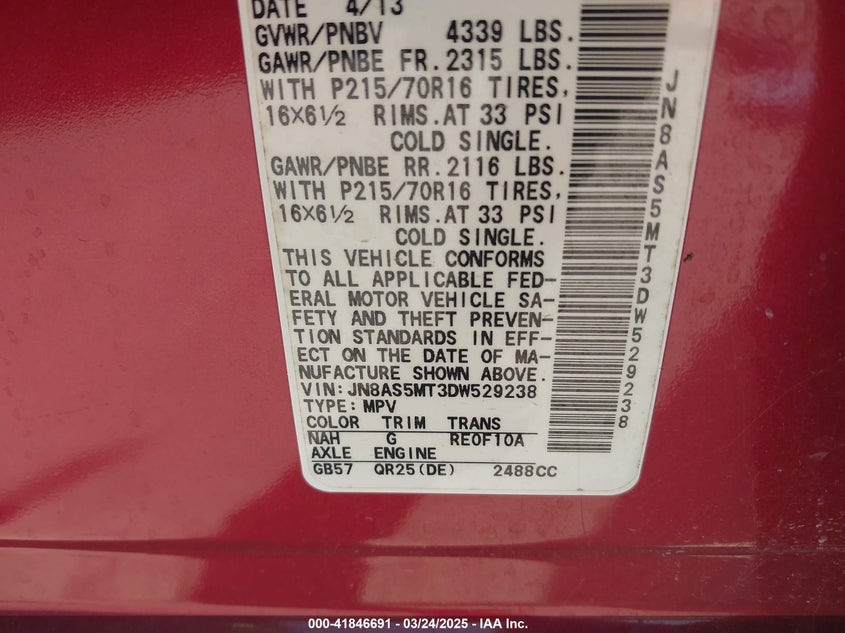 DATE 4/13
GVWR/PNBV 4339 LBS.
GAWR/PNBE FR. 2315 LBS.
WITH P215/70R16 TIRES,
16X6½ RIMS. AT 33 PSI
COLD SINGLE.
GAWR/PNBE RR. 2116 LBS.
WITH P215/70R16 TIRES,
16X6½ RIMS. AT 33 PSI
COLD SINGLE.
THIS VEHICLE CONFORMS
TO ALL APPLICABLE FED-
ERAL MOTOR VEHICLE SA-
FETY AND THEFT PREVEN-
TION STANDARDS IN EFF-
ECT ON THE DATE OF MA-
NUFACTURE SHOWN ABOVE.
VIN: JN8AS5MT3DW529238
TYPE: MPV
COLOR TRIM TRANS
NAH G RE0F10A
AXLE ENGINE
GB57 QR25(DE) 2488CC
JN8AS5MT3DW529238
000-41846691 - 03/24/2025 - IAA Inc.